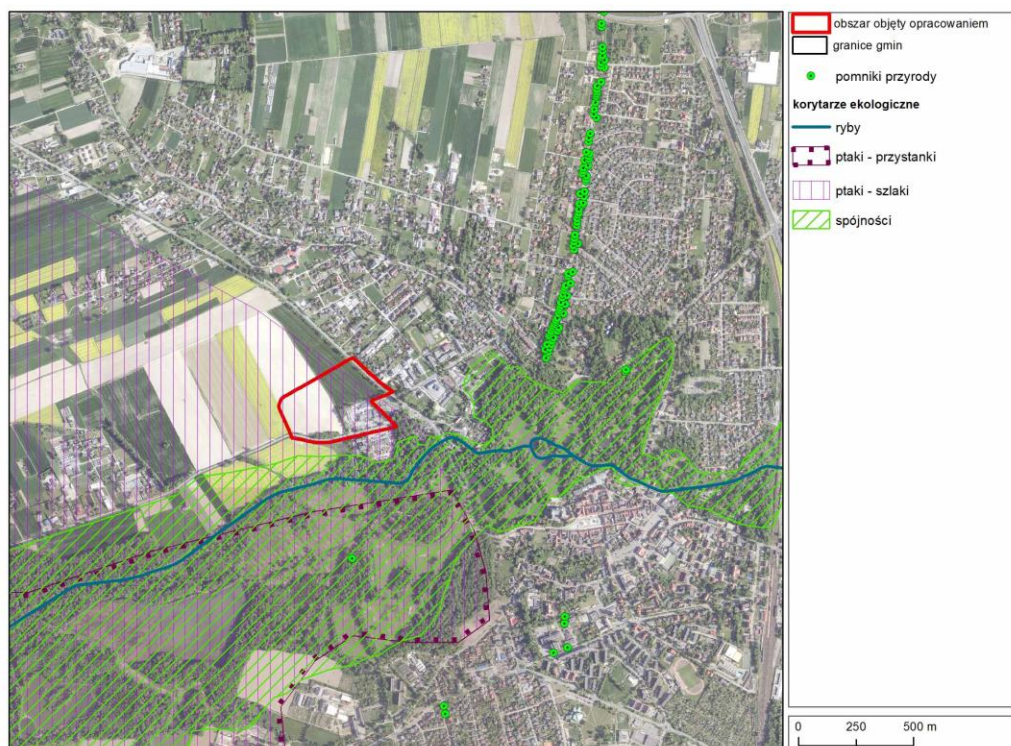 obszar objęty opracowaniem
granice gmin
pomniki przyrody
korytarze ekologiczne
ryby
ptaki - przystanki
ptaki - szlaki
spójności
0 250 500 m